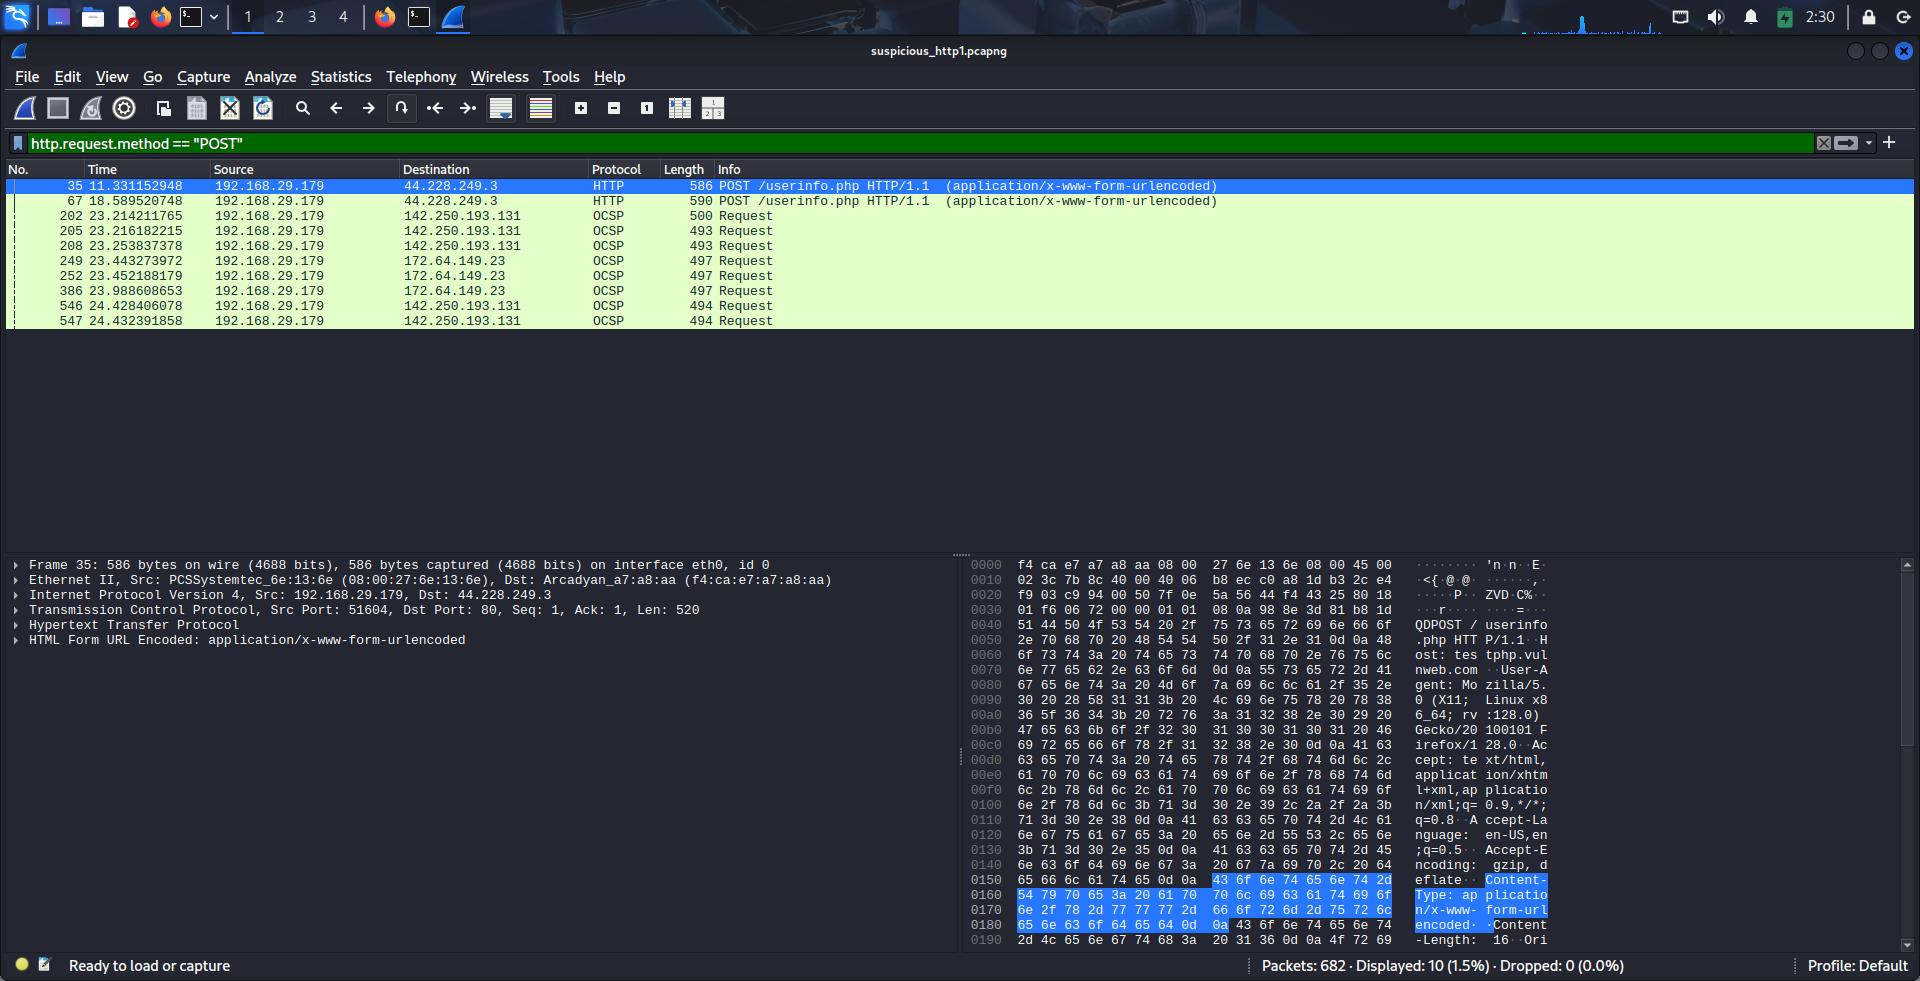 1 2 3 4 2:30
suspicious_http1.pcapng
File Edit View Go Capture Analyze Statistics Telephony Wireless Tools Help
http.request.method == "POST"
No. Time Source Destination Protocol Length Info
35 11.331152948 192.168.29.179 44.228.249.3 HTTP 586 POST /userinfo.php HTTP/1.1 (application/x-www-form-urlencoded)
67 18.589520748 192.168.29.179 44.228.249.3 HTTP 590 POST /userinfo.php HTTP/1.1 (application/x-www-form-urlencoded)
202 23.214211765 192.168.29.179 142.250.193.131 OCSP 500 Request
205 23.216182215 192.168.29.179 142.250.193.131 OCSP 493 Request
208 23.253837378 192.168.29.179 142.250.193.131 OCSP 493 Request
249 23.443273972 192.168.29.179 172.64.149.23 OCSP 497 Request
252 23.452188179 192.168.29.179 172.64.149.23 OCSP 497 Request
386 23.988608653 192.168.29.179 172.64.149.23 OCSP 497 Request
546 24.428406078 192.168.29.179 142.250.193.131 OCSP 494 Request
547 24.432391858 192.168.29.179 142.250.193.131 OCSP 494 Request
Frame 35: 586 bytes on wire (4688 bits), 586 bytes captured (4688 bits) on interface eth0, id 0
Ethernet II, Src: PCSSystemtec_6e:13:6e (08:00:27:6e:13:6e), Dst: Arcadyan_a7:a8:aa (f4:ca:e7:a7:a8:aa)
Internet Protocol Version 4, Src: 192.168.29.179, Dst: 44.228.249.3
Transmission Control Protocol, Src Port: 51604, Dst Port: 80, Seq: 1, Ack: 1, Len: 520
Hypertext Transfer Protocol
HTML Form URL Encoded: application/x-www-form-urlencoded
0000 f4 ca e7 a7 a8 aa 08 00 27 6e 13 6e 08 00 45 00 ········ 'n·n··E·
0010 02 3c 7b 8c 40 00 40 06 b8 ec c0 a8 1d b3 2c e4 ·<{·@·@· ······,·
0020 f9 03 c9 94 00 50 7f 0e 5a 56 44 f4 43 25 80 18 ·····P·· ZVD·C%··
0030 01 f6 06 72 00 00 01 01 08 0a 98 8e 3d 81 b8 1d ···r···· ····=···
0040 51 44 50 4f 53 54 20 2f 75 73 65 72 69 6e 66 6f QDPOST / userinfo
0050 2e 70 68 70 20 48 54 54 50 2f 31 2e 31 0d 0a 48 .php HTT P/1.1··H
0060 6f 73 74 3a 20 74 65 73 74 70 68 70 2e 76 75 6c ost: tes tphp.vul
0070 6e 77 65 62 2e 63 6f 6d 0d 0a 55 73 65 72 2d 41 nweb.com ··User-A
0080 67 65 6e 74 3a 20 4d 6f 7a 69 6c 6c 61 2f 35 2e gent: Mo zilla/5.
0090 30 20 28 58 31 31 3b 20 4c 69 6e 75 78 20 78 38 0 (X11; Linux x8
00a0 36 5f 36 34 3b 20 72 76 3a 31 32 38 2e 30 29 20 6_64; rv :128.0)
00b0 47 65 63 6b 6f 2f 32 30 31 30 30 31 30 31 20 46 Gecko/20 100101 F
00c0 69 72 65 66 6f 78 2f 31 32 38 2e 30 0d 0a 41 63 irefox/1 28.0··Ac
00d0 63 65 70 74 3a 20 74 65 78 74 2f 68 74 6d 6c 2c cept: te xt/html,
00e0 61 70 70 6c 69 63 61 74 69 6f 6e 2f 78 68 74 6d applicat ion/xhtm
00f0 6c 2b 78 6d 6c 2c 61 70 70 6c 69 63 61 74 69 6f l+xml,ap plicatio
0100 6e 2f 78 6d 6c 3b 71 3d 30 2e 39 2c 2a 2f 2a 3b n/xml;q= 0.9,*/*;
0110 71 3d 30 2e 38 0d 0a 41 63 63 65 70 74 2d 4c 61 q=0.8··A ccept-La
0120 6e 67 75 61 67 65 3a 20 65 6e 2d 55 53 2c 65 6e nguage: en-US,en
0130 3b 71 3d 30 2e 35 0d 0a 41 63 63 65 70 74 2d 45 ;q=0.5·· Accept-E
0140 6e 63 6f 64 69 6e 67 3a 20 67 7a 69 70 2c 20 64 ncoding: gzip, d
0150 65 66 6c 61 74 65 0d 0a 43 6f 6e 74 65 6e 74 2d eflate·· Content-
0160 54 79 70 65 3a 20 61 70 70 6c 69 63 61 74 69 6f Type: ap plicatio
0170 6e 2f 78 2d 77 77 77 2d 66 6f 72 6d 2d 75 72 6c n/x-www- form-url
0180 65 6e 63 6f 64 65 64 0d 0a 43 6f 6e 74 65 6e 74 encoded· ·Content
0190 2d 4c 65 6e 67 74 68 3a 20 31 36 0d 0a 4f 72 69 -Length: 16··Ori
Ready to load or capture Packets: 682 · Displayed: 10 (1.5%) · Dropped: 0 (0.0%) Profile: Default